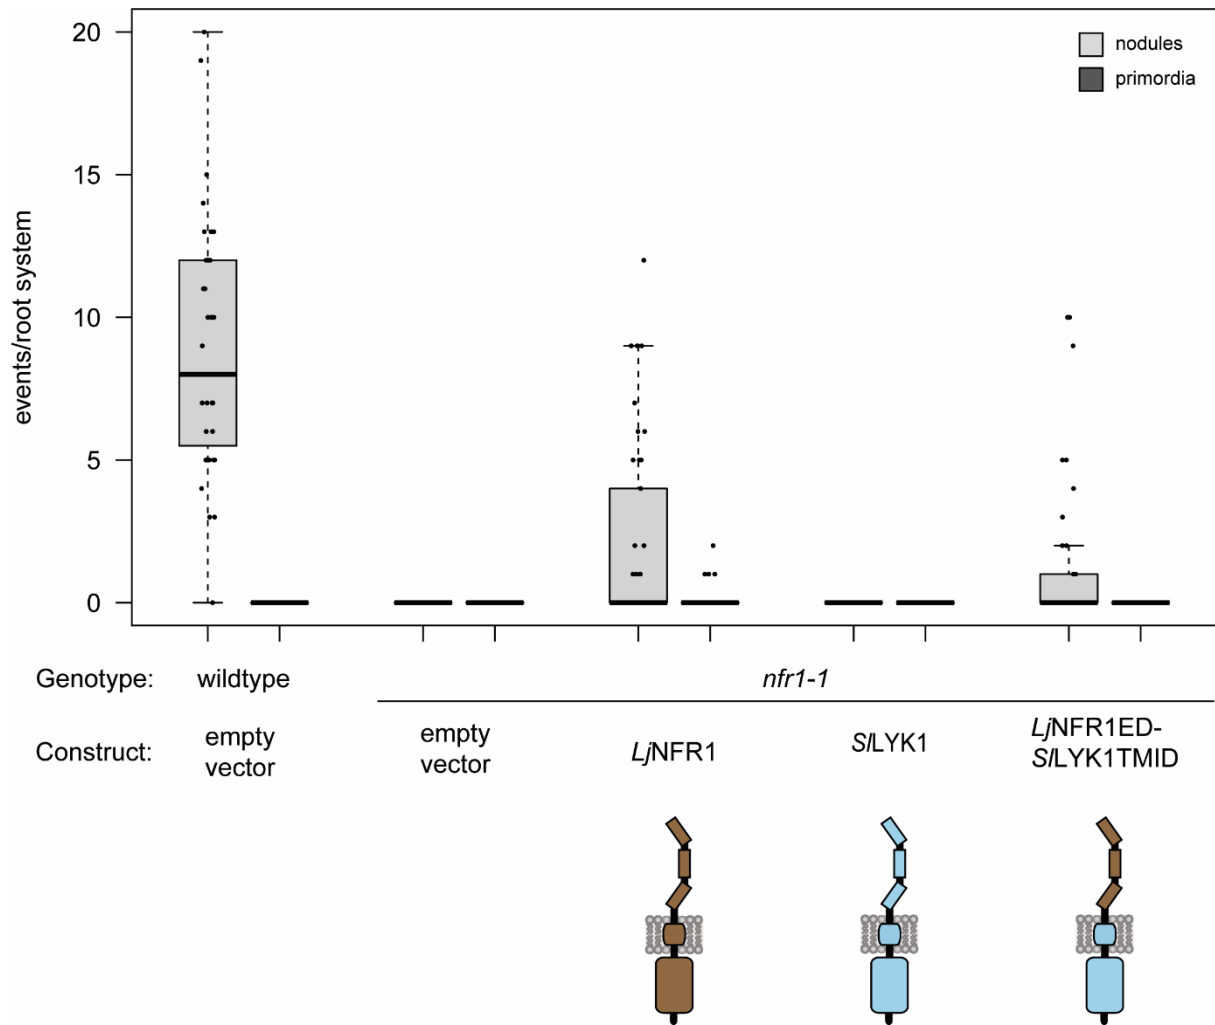 20
nodules
primordia
15
10
5
0
events/root system
Genotype: wildtype nfr1-1
Construct: empty vector
empty vector
LjNFR1
SlLYK1
LjNFR1ED-
SlLYK1TMID